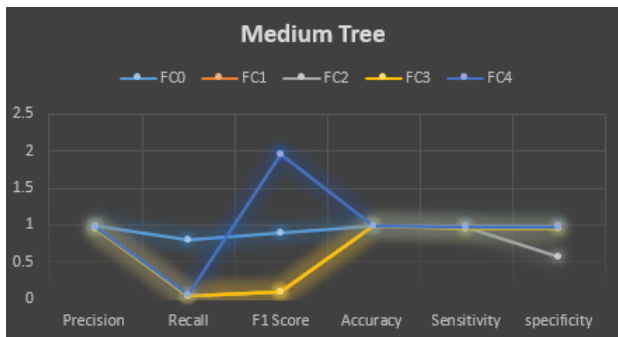 Medium Tree
FC0 FC1 FC2 FC3 FC4
2.5
2
1.5
1
0.5
0
Precision Recall F1 Score Accuracy Sensitivity specificity